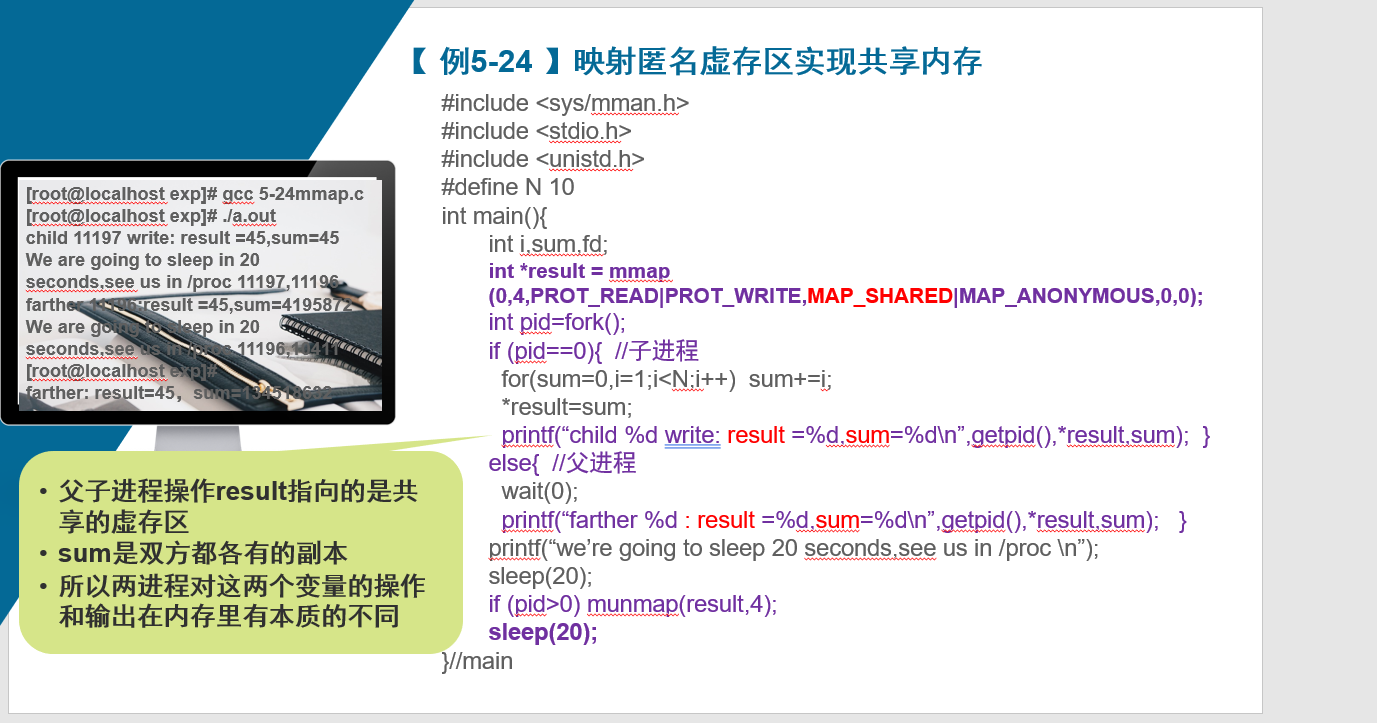 【 例5-24 】映射匿名虚存区实现共享内存
#include <sys/mman.h>
#include <stdio.h>
#include <unistd.h>
#define N 10
int main(){
int i,sum,fd;
int *result = mmap
(0,4,PROT_READ|PROT_WRITE,MAP_SHARED|MAP_ANONYMOUS,0,0);
int pid=fork();
if (pid==0){ //子进程
for(sum=0,i=1;i<N;i++) sum+=i;
*result=sum;
printf(“child %d write: result =%d,sum=%d\n”,getpid(),*result,sum); }
else{ //父进程
wait(0);
printf(“farther %d : result =%d,sum=%d\n”,getpid(),*result,sum); }
printf(“we’re going to sleep 20 seconds,see us in /proc \n”);
sleep(20);
if (pid>0) munmap(result,4);
sleep(20);
}//main
[root@localhost exp]# gcc 5-24mmap.c
[root@localhost exp]# ./a.out
child 11197 write: result =45,sum=45
We are going to sleep in 20
seconds,see us in /proc 11197,11196
farther 11196:result =45,sum=4195872
We are going to sleep in 20
seconds,see us in /proc 11196,10411
[root@localhost exp]#
farther: result=45，sum=
• 父子进程操作result指向的是共
享的虚存区
• sum是双方都各有的副本
• 所以两进程对这两个变量的操作
和输出在内存里有本质的不同